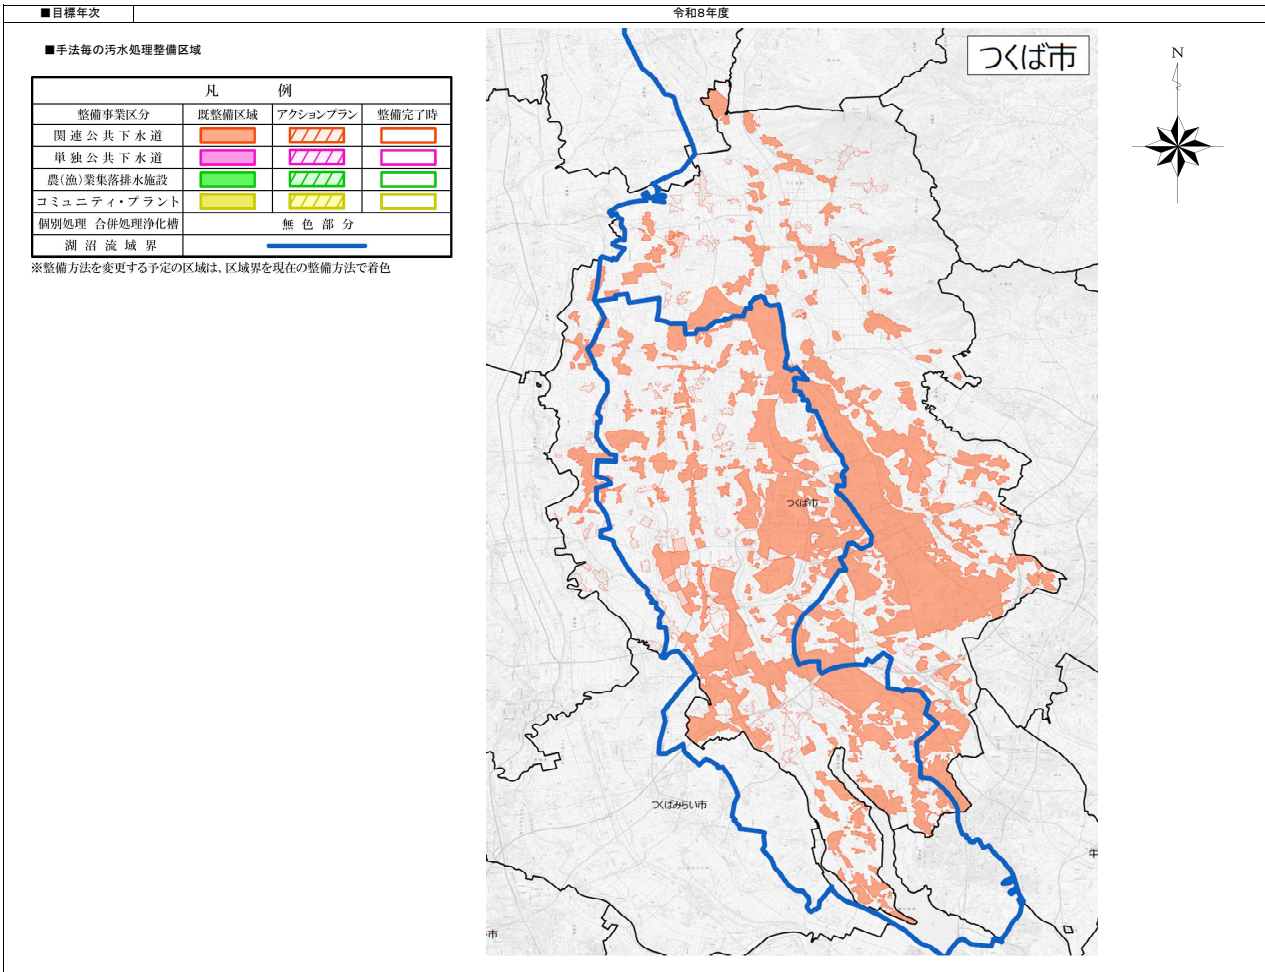 ■目標年次
令和8年度
■手法毎の汚水処理整備区域
凡 例
整備事業区分 既整備区域 アクションプラン 整備完了時
関連公共下水道
単独公共下水道
農(漁)業集落排水施設
コミュニティ・プラント
個別処理 合併処理浄化槽 無色部分
湖沼流域界
※整備方法を変更する予定の区域は、区域界を現在の整備方法で着色
つくば市
N
つくば市
つくばみらい市
牛
市